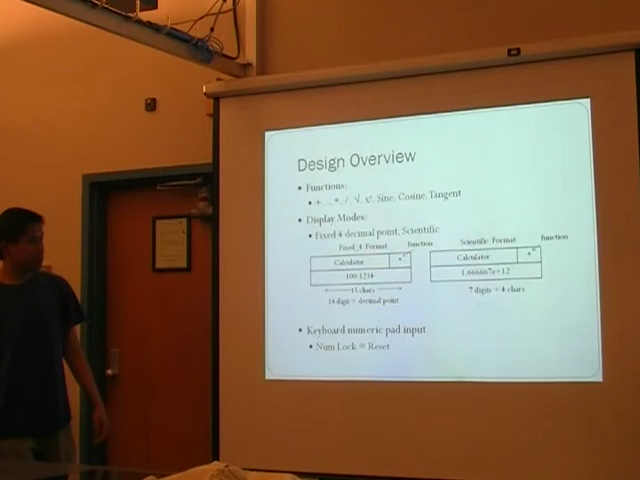 Design Overview
• Functions:
• +, -, *, /, √, x², Sine, Cosine, Tangent
• Display Modes:
• Fixed 4 decimal point, Scientific
Fixed_4 Format function Scientific Format function
Calculator Calculator
100.1234 1.666667e+12
15 chars
14 digit + decimal point 7 digits + 4 chars
• Keyboard numeric pad input
• Num Lock = Reset